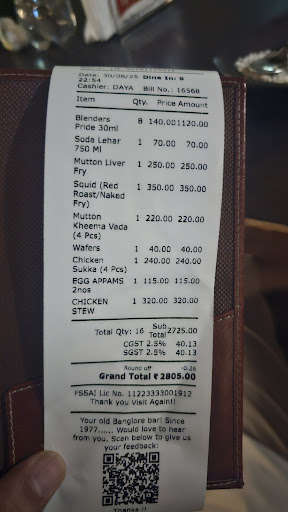 Date: 30/06/25 Dine In: 9
22:54
Cashier: DAYA Bill No.: 16568
Item Qty. Price Amount
Blenders 8 140.00 1120.00
Pride 30ml
Soda Lehar 1 70.00 70.00
750 Ml
Mutton Liver 1 250.00 250.00
Fry
Squid (Red 1 350.00 350.00
Roast/Naked
Fry)
Mutton 1 220.00 220.00
Kheema Vada
(4 Pcs)
Wafers 1 40.00 40.00
Chicken 1 240.00 240.00
Sukka (4 Pcs)
EGG APPAMS 1 115.00 115.00
2nos
CHICKEN 1 320.00 320.00
STEW
Total Qty: 16 Sub Total 2725.00
CGST 2.5% 40.13
SGST 2.5% 40.13
Round off -0.26
Grand Total ₹ 2805.00
FSSAI Lic No. 11223333001912
Thank you Visit Again!!
Your old Banglore bar! Since
1977...... Would love to hear
from you. Scan below to give us
your feedback:
Thanks !!